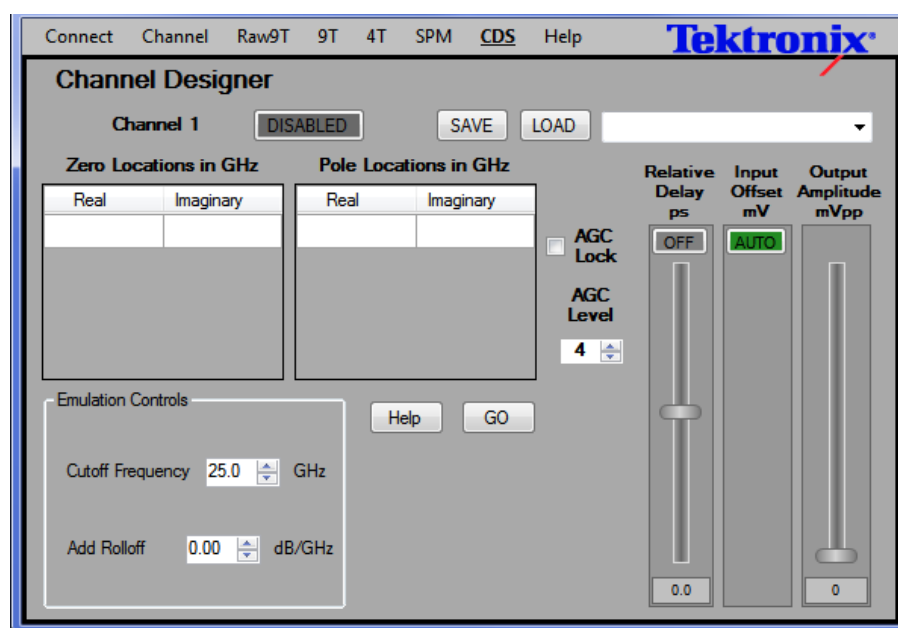 Connect Channel Raw9T 9T 4T SPM CDS Help Tektronix®
Channel Designer
Channel 1 DISABLED SAVE LOAD
Zero Locations in GHz Pole Locations in GHz
Real Imaginary Real Imaginary
Relative Delay ps
Input Offset mV
Output Amplitude mVpp
OFF AUTO
AGC Lock
AGC Level
4
Emulation Controls
Help GO
Cutoff Frequency 25.0 GHz
Add Rolloff 0.00 dB/GHz
0.0 0